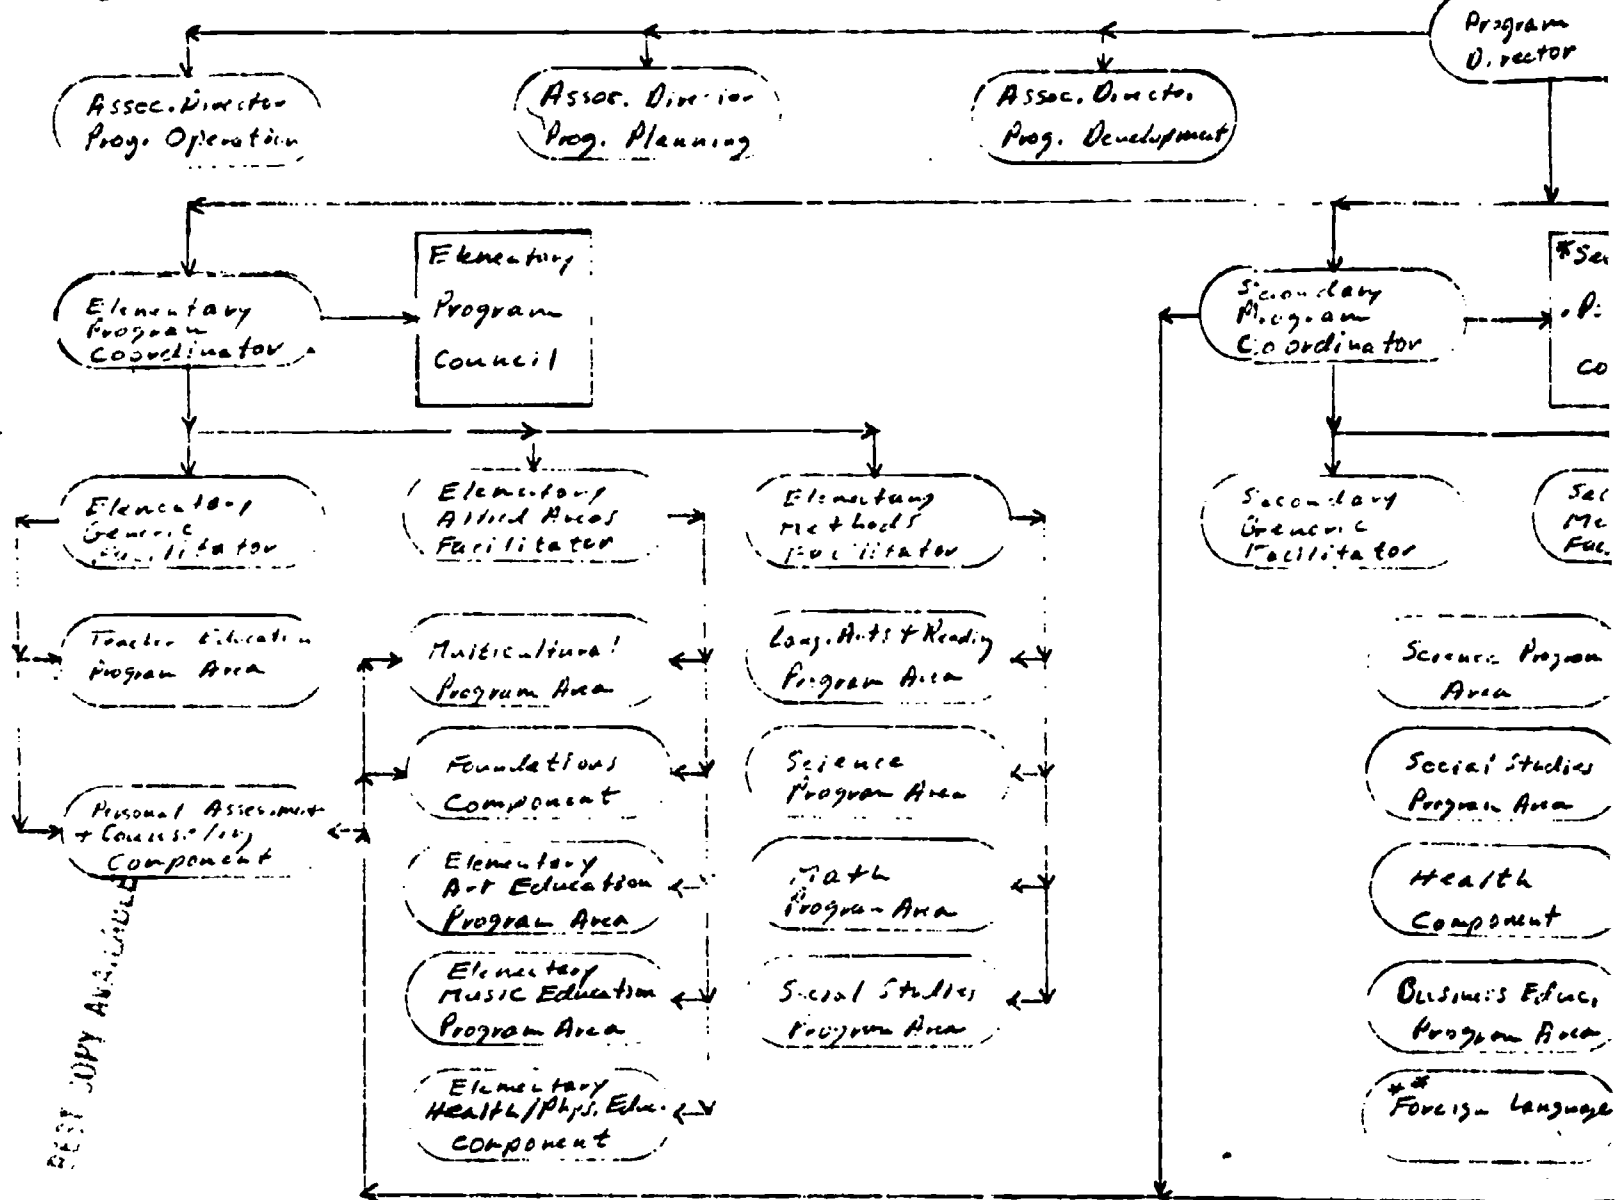 Program
Director
Assoc. Director
Prog. Operation
Assoc. Director
Prog. Planning
Assoc. Director
Prog. Development
Elementary
Program
Coordinator
Elementary
Program
Council
Secondary
Program
Coordinator
Elementary
Generic
Facilitator
Elementary
Allied Areas
Facilitator
Elementary
Methods
Facilitator
Secondary
Generic
Facilitator
Teacher Education
Program Area
Multicultural
Program Area
Lang. Arts + Reading
Program Area
Science Program
Area
Personal Assessment
+ Counseling
Component
Foundations
Component
Science
Program Area
Social Studies
Program Area
Elementary
Art Education
Program Area
Math
Program Area
Health
Component
Elementary
Music Education
Program Area
Social Studies
Program Area
Business Educ.
Program Area
Elementary
Health/Phys. Educ.
Component
**Foreign Language
BEST COPY AVAILABLE